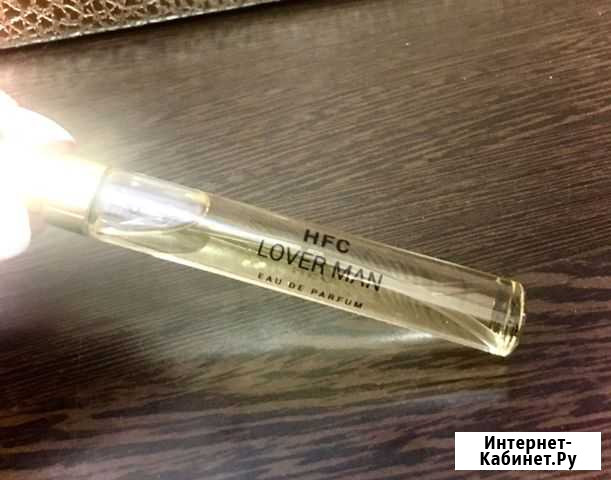 HFC
LOVER MAN
EAU DE PARFUM
Интернет-
Кабинет.Ру